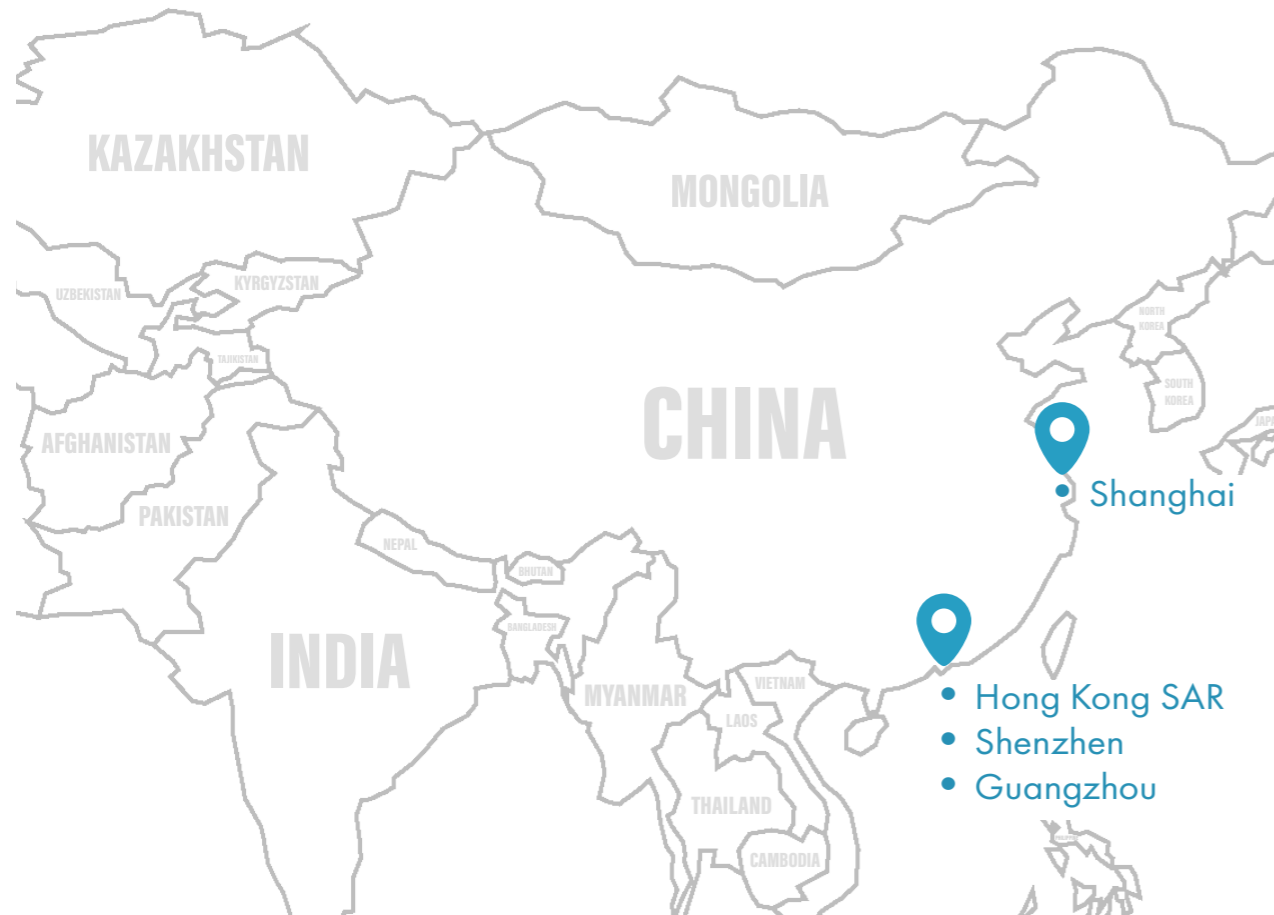 KAZAKHSTAN
MONGOLIA
UZBEKISTAN
KYRGYZSTAN
NORTH
KOREA
TAJIKISTAN
SOUTH
KOREA
CHINA
AFGHANISTAN
PAKISTAN
• Shanghai
NEPAL
BHUTAN
BANGLADESH
INDIA
MYANMAR
VIETNAM
LAOS
• Hong Kong SAR
• Shenzhen
• Guangzhou
THAILAND
CAMBODIA